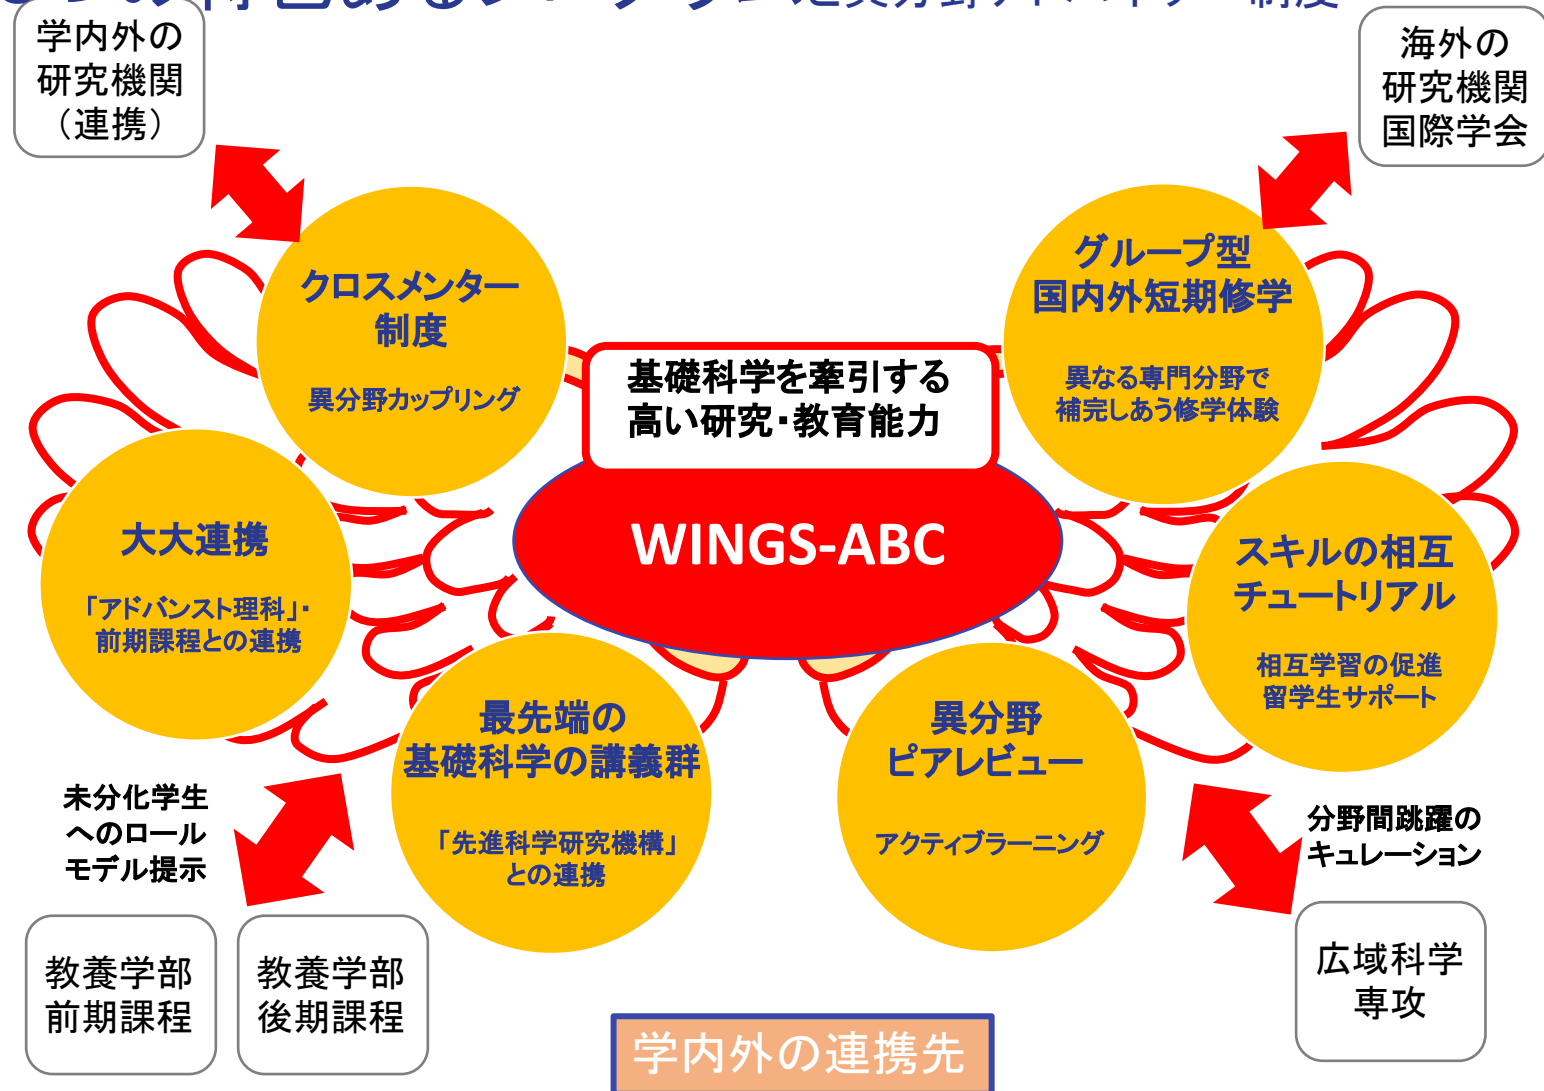 学内外の
研究機関
（連携）
海外の
研究機関
国際学会
クロスメンター
制度
異分野カップリング
グループ型
国内外短期修学
異なる専門分野で
補完しあう修学体験
基礎科学を牽引する
高い研究・教育能力
WINGS-ABC
大大連携
「アドバンスト理科」・
前期課程との連携
スキルの相互
チュートリアル
相互学習の促進
留学生サポート
最先端の
基礎科学の講義群
「先進科学研究機構」
との連携
異分野
ピアレビュー
アクティブラーニング
未分化学生
へのロール
モデル提示
分野間跳躍の
キュレーション
教養学部
前期課程
教養学部
後期課程
広域科学
専攻
学内外の連携先